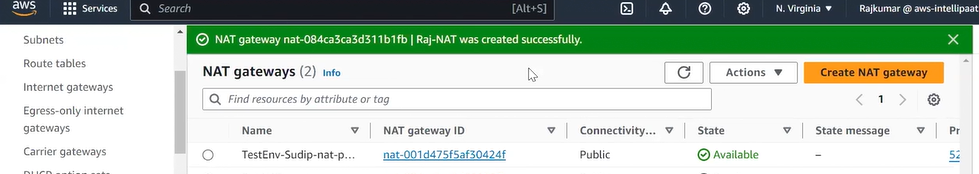 aws
Services
Search
[Alt+S]
N. Virginia
Rajkumar @ aws-intellipaat
Subnets
Route tables
Internet gateways
Egress-only internet
gateways
Carrier gateways
NAT gateway nat-084ca3ca3d311b1fb | Raj-NAT was created successfully.
NAT gateways (2) Info
Actions
Create NAT gateway
Find resources by attribute or tag
1
Name
NAT gateway ID
Connectivity...
State
State message
TestEnv-Sudip-nat-p...
nat-001d475f5af30424f
Public
Available
–